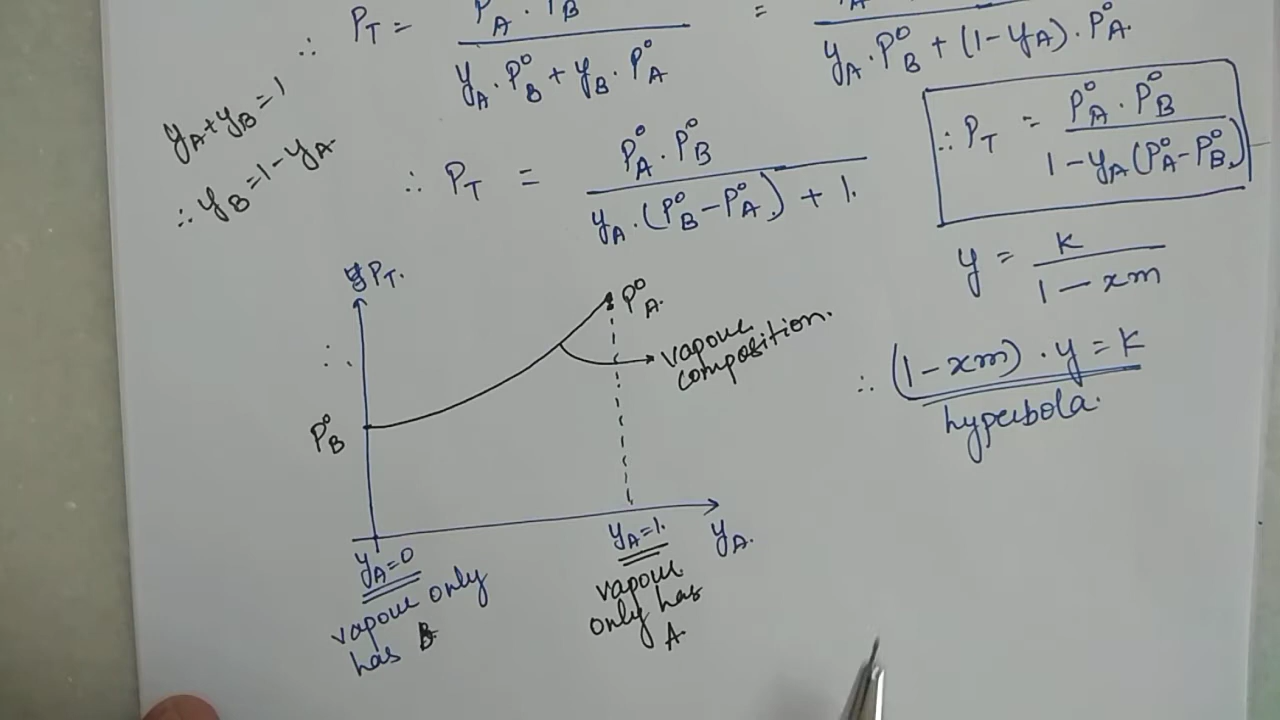 ∴ P_T = P_A · P_B / (y_A · P°_B + y_B · P°_A) =
y_A · P°_B + (1 - y_A) · P°_A.
y_A + y_B = 1
∴ y_B = 1 - y_A
∴ P_T = P°_A · P°_B / (y_A · (P°_B - P°_A) + 1.
∴ P_T = P°_A · P°_B / (1 - y_A (P°_A - P°_B)
y = K / (1 - xm)
∴ (1 - xm) · y = K
hyperbola.
P_T.
P°_A.
vapour
composition.
∴ .
P°_B
y_A = 0
vapour only
has B
y_A = 1.
vapour
only has
A
y_A.